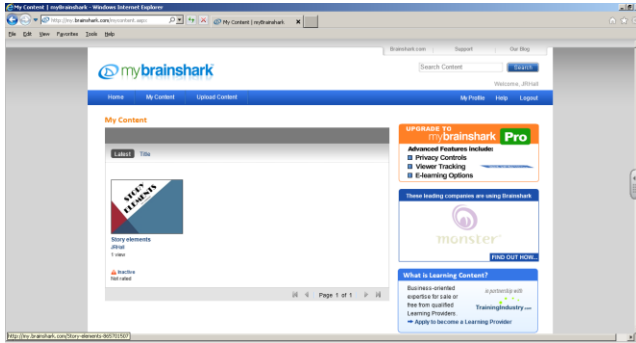 My Content | myBrainshark - Windows Internet Explorer
http://my.brainshark.com/mycontent.aspx
My Content | myBrainshark
File Edit View Favorites Tools Help
Brainshark.com Support Our Blog
mybrainshark
Search Content Search
Welcome, JRinal
Home My Content Upload Content My Profile Help Logout
My Content
Latest Title
STORY
ELEMENTS
Story elements
JRinal
1 view
Inactive
Not rated
Page 1 of 1
UPGRADE TO
mybrainshark Pro
Advanced Features Include:
Privacy Controls
Viewer Tracking
E-learning Options
These leading companies are using Brainshark
monster
FIND OUT HOW...
What is Learning Content?
Business-oriented
expertise for sale or
free from qualified
Learning Providers.
in partnership with
TrainingIndustry.com
Apply to become a Learning Provider
http://my.brainshark.com/Story-elements-865701507